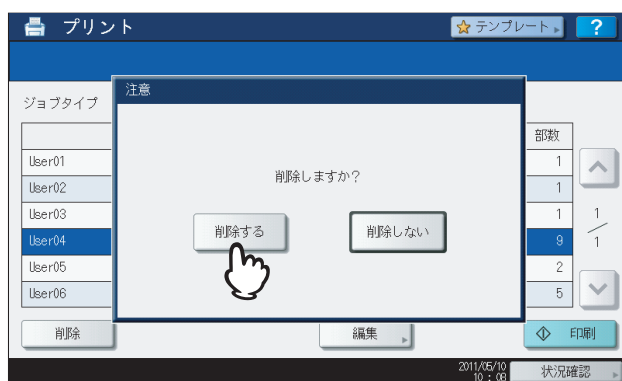 プリント
テンプレート
?
ジョブタイプ
注意
部数
削除しますか?
削除する
削除しない
User01 1
User02 1
User03 1
User04 9
User05 2
User06 5
1
1
削除
編集
印刷
2011/05/10
10 : 08
状況確認